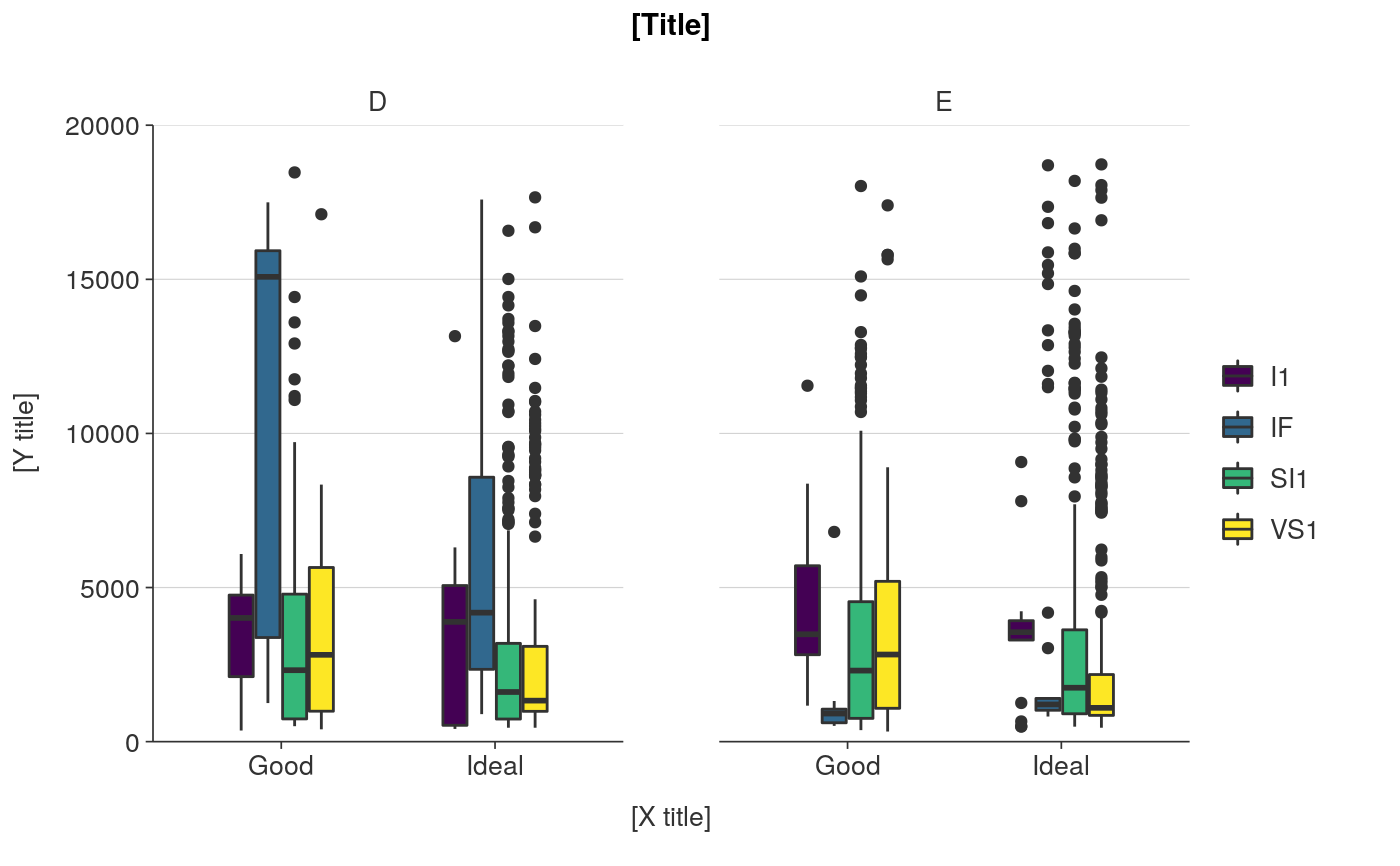 [Title]
D
E
20000
15000
10000
5000
0
[Y title]
Good
Ideal
Good
Ideal
[X title]
I1
IF
SI1
VS1